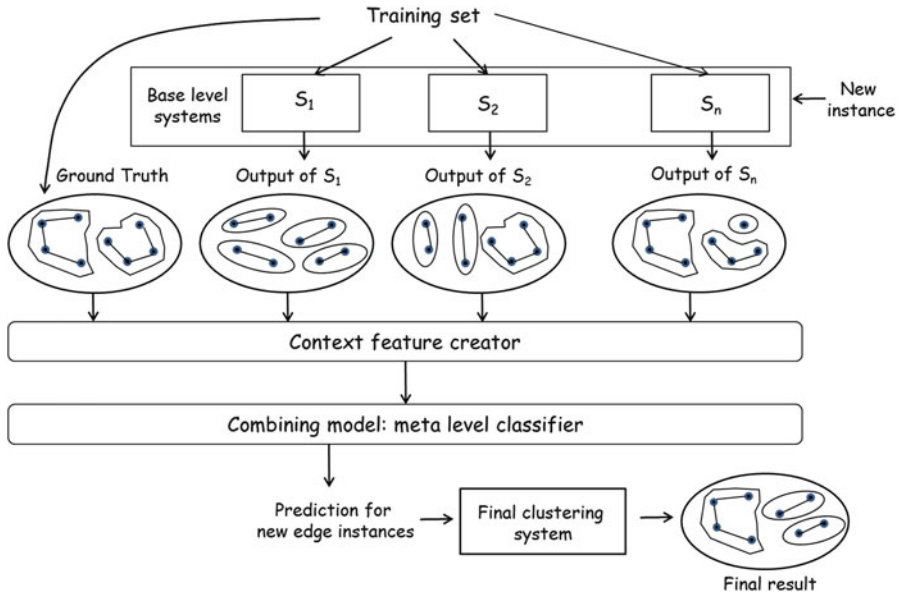 Training set
Base level
systems
S1
S2
Sn
New
instance
Ground Truth
Output of S1
Output of S2
Output of Sn
Context feature creator
Combining model: meta level classifier
Prediction for
new edge instances
Final clustering
system
Final result